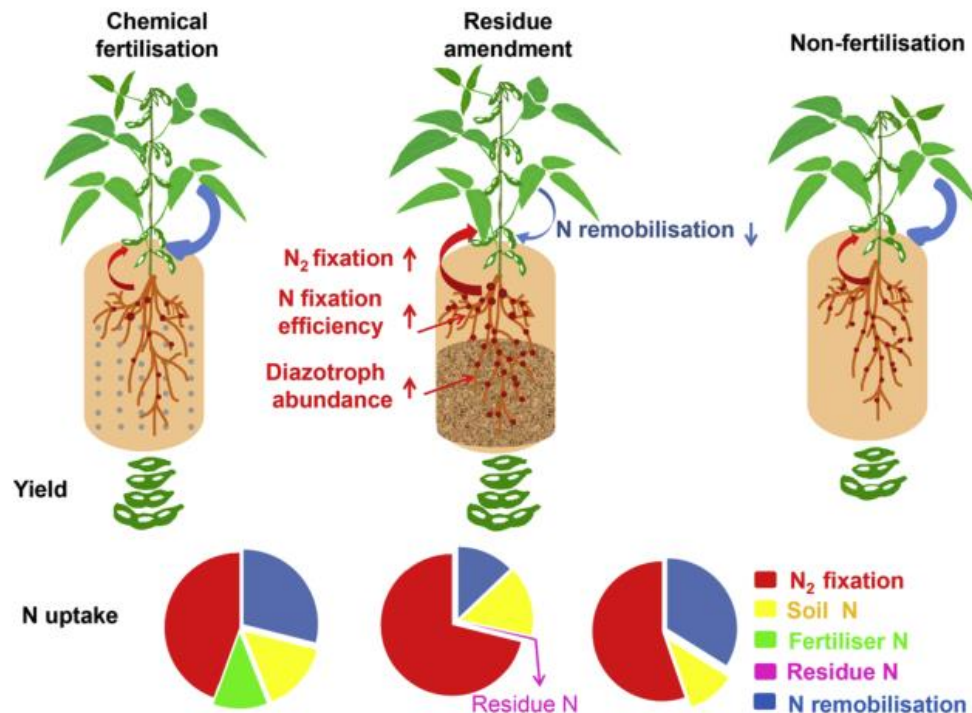 Chemical
fertilisation
Residue
amendment
Non-fertilisation
N remobilisation ↓
N₂ fixation ↑
N fixation
efficiency ↑
Diazotroph
abundance ↑
Yield
N uptake
Residue N
N₂ fixation
Soil N
Fertiliser N
Residue N
N remobilisation